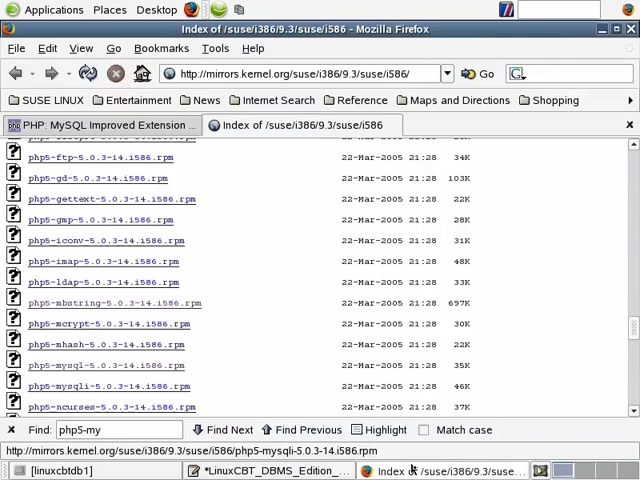 Applications Places Desktop
Index of /suse/i386/9.3/suse/i586 - Mozilla Firefox
File Edit View Go Bookmarks Tools Help
http://mirrors.kernel.org/suse/i386/9.3/suse/i586/ Go G
SUSE LINUX Entertainment News Internet Search Reference Maps and Directions Shopping
php PHP: MySQL Improved Extension ... Index of /suse/i386/9.3/suse/i586 x
php5-ftp-5.0.3-14.i586.rpm 22-Mar-2005 21:28 34K
php5-gd-5.0.3-14.i586.rpm 22-Mar-2005 21:28 103K
php5-gettext-5.0.3-14.i586.rpm 22-Mar-2005 21:28 22K
php5-gmp-5.0.3-14.i586.rpm 22-Mar-2005 21:28 28K
php5-iconv-5.0.3-14.i586.rpm 22-Mar-2005 21:28 31K
php5-imap-5.0.3-14.i586.rpm 22-Mar-2005 21:28 48K
php5-ldap-5.0.3-14.i586.rpm 22-Mar-2005 21:28 33K
php5-mbstring-5.0.3-14.i586.rpm 22-Mar-2005 21:28 697K
php5-mcrypt-5.0.3-14.i586.rpm 22-Mar-2005 21:28 30K
php5-mhash-5.0.3-14.i586.rpm 22-Mar-2005 21:28 22K
php5-mysql-5.0.3-14.i586.rpm 22-Mar-2005 21:28 35K
php5-mysqli-5.0.3-14.i586.rpm 22-Mar-2005 21:28 46K
php5-ncurses-5.0.3-14.i586.rpm 22-Mar-2005 21:28 37K
x Find: php5-my Find Next Find Previous Highlight Match case
http://mirrors.kernel.org/suse/i386/9.3/suse/i586/php5-mysqli-5.0.3-14.i586.rpm
[linuxcbtdb1] *LinuxCBT_DBMS_Edition_... Index of /suse/i386/9.3/suse...